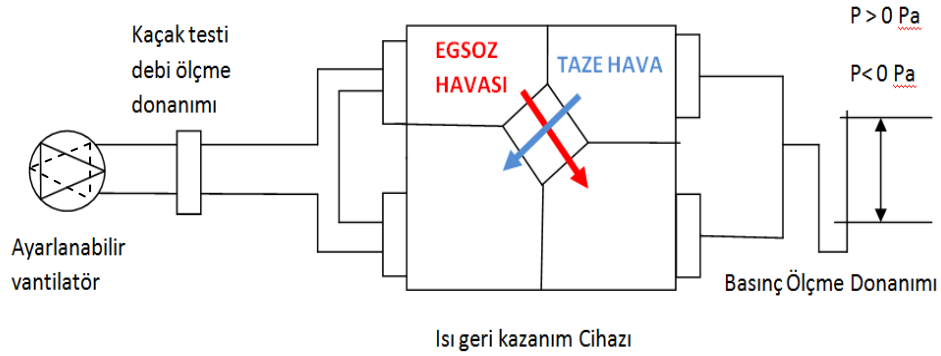 Kaçak testi
debi ölçme
donanımı
EGSOZ
HAVASI
TAZE HAVA
P > 0 Pa
P< 0 Pa
Ayarlanabilir
vantilatör
Basınç Ölçme Donanımı
Isı geri kazanım Cihazı